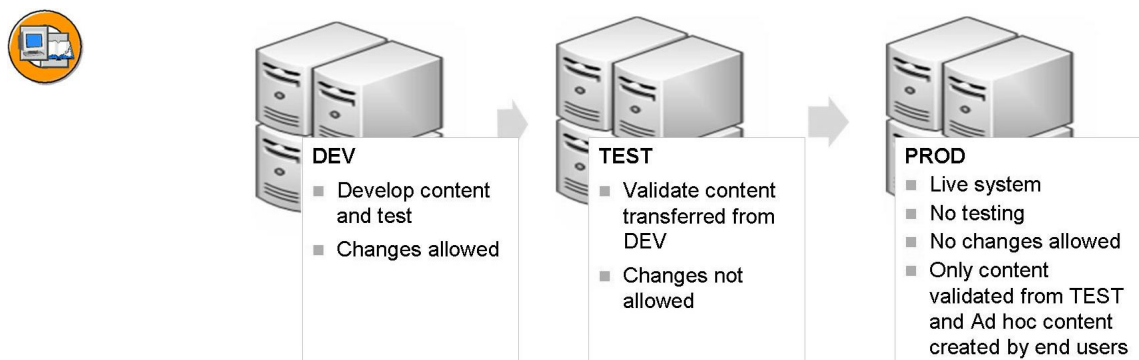 DEV
Develop content
and test
Changes allowed
TEST
Validate content
transferred from
DEV
Changes not
allowed
PROD
Live system
No testing
No changes allowed
Only content
validated from TEST
and Ad hoc content
created by end users